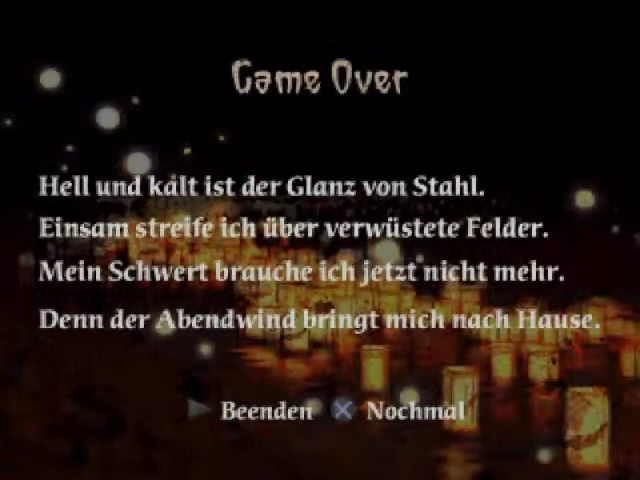 Game Over
Hell und kalt ist der Glanz von Stahl.
Einsam streife ich über verwüstete Felder.
Mein Schwert brauche ich jetzt nicht mehr.
Denn der Abendwind bringt mich nach Hause.
Beenden Nochmal